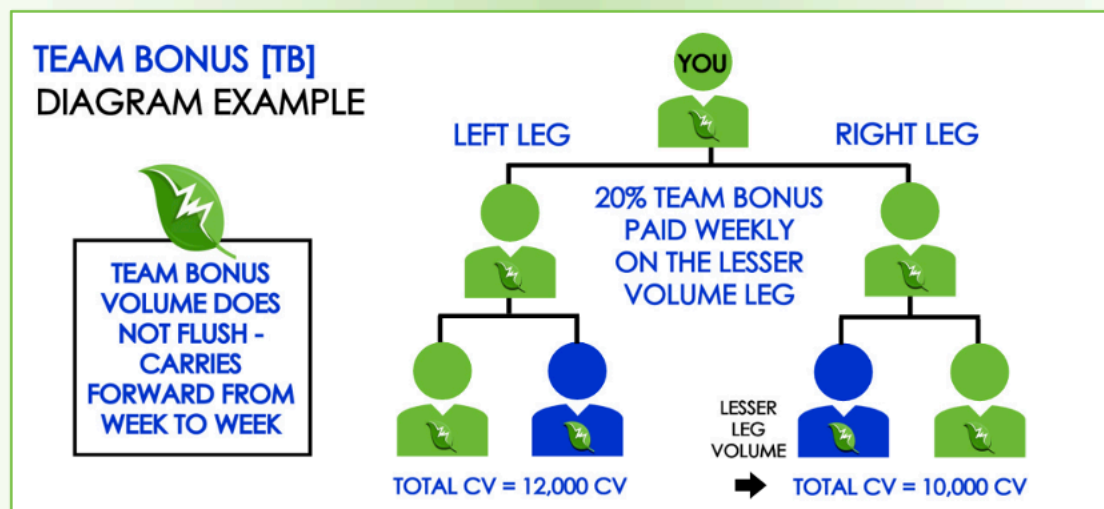 TEAM BONUS [TB]
DIAGRAM EXAMPLE
YOU
LEFT LEG
RIGHT LEG
20% TEAM BONUS
PAID WEEKLY
ON THE LESSER
VOLUME LEG
TEAM BONUS
VOLUME DOES
NOT FLUSH -
CARRIES
FORWARD FROM
WEEK TO WEEK
LESSER
LEG
VOLUME
TOTAL CV = 12,000 CV
TOTAL CV = 10,000 CV